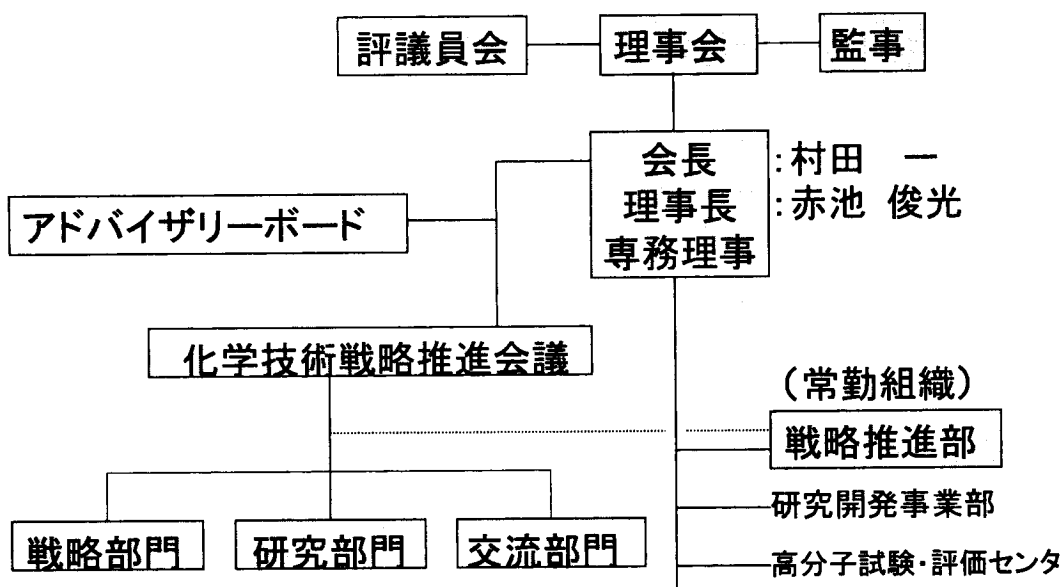 評議員会 理事会 監事
会長 :村田 一
理事長 :赤池 俊光
専務理事
アドバイザリーボード
化学技術戦略推進会議
(常勤組織)
戦略推進部
研究開発事業部
戦略部門 研究部門 交流部門
高分子試験・評価センタ